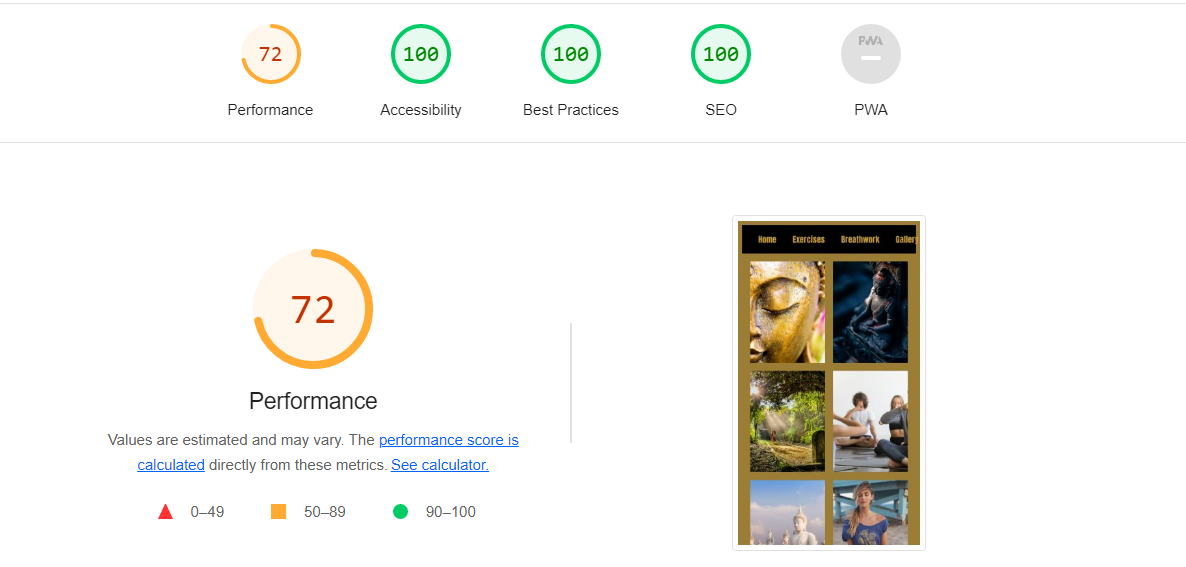 72
100
100
100
PWA
Performance
Accessibility
Best Practices
SEO
PWA
72
Performance
Values are estimated and may vary. The performance score is
calculated directly from these metrics. See calculator.
0–49
50–89
90–100
Home Exercises Breathwork Gallery